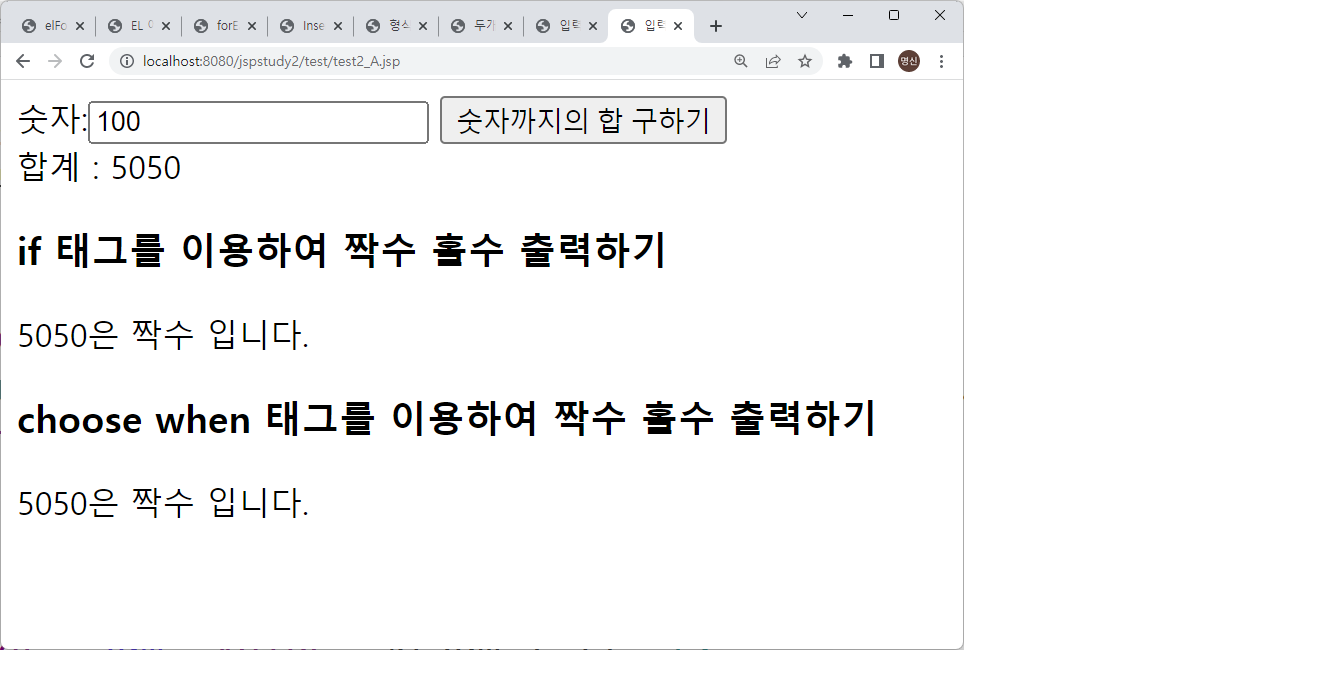 elFo EL forE Inse 형식 두가 입력 입력
localhost:8080/jspstudy2/test/test2_A.jsp 명신
숫자: 100 숫자까지의 합 구하기
합계 : 5050
if 태그를 이용하여 짝수 홀수 출력하기
5050은 짝수 입니다.
choose when 태그를 이용하여 짝수 홀수 출력하기
5050은 짝수 입니다.